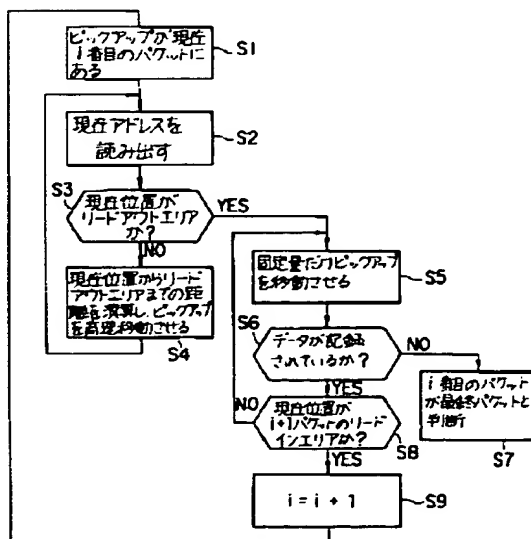 ピックアップが現在
i番目のパケットに
ある
S1
現在アドレスを
読み出す
S2
S3
現在位置が
リードアウトエリア
か?
YES
NO
現在位置からリード
アウトエリアまでの距
離を演算し、ピックアップ
を高速移動させる
S4
固定量だけピックアップ
を移動させる
S5
S6
データが記録
されているか?
NO
YES
i番目のパケット
が最終パケットと
判断
S7
NO
現在位置が
i+1パケットのリード
インエリアか?
S8
YES
i = i + 1
S9